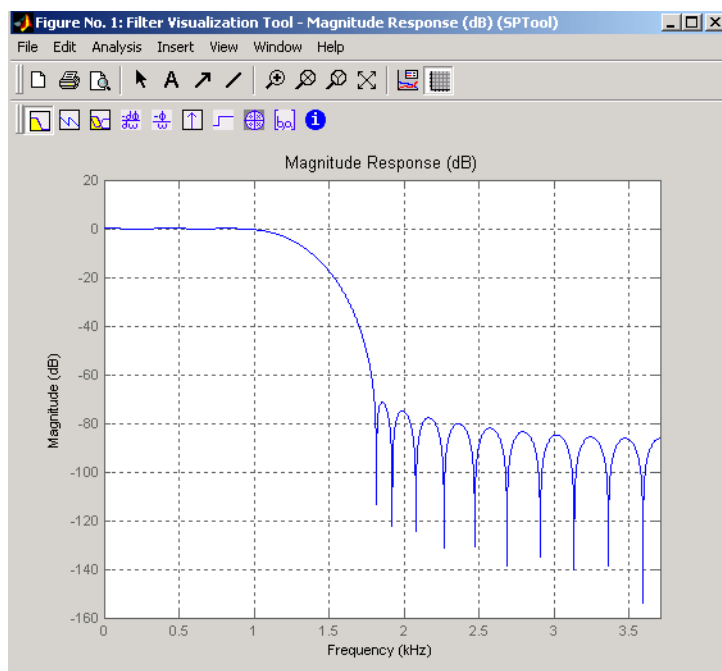 Figure No. 1: Filter Visualization Tool - Magnitude Response (dB) (SPTool)
File Edit Analysis Insert View Window Help
A
[b,a] i
Magnitude Response (dB)
20
0
-20
-40
-60
-80
-100
-120
-140
-160
Magnitude (dB)
0 0.5 1 1.5 2 2.5 3 3.5
Frequency (kHz)